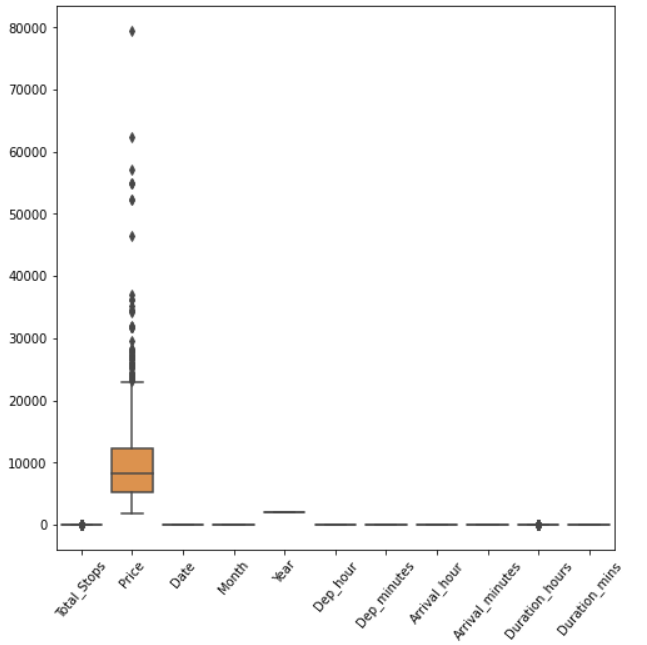 80000
70000
60000
50000
40000
30000
20000
10000
0
Total_Stops
Price
Date
Month
Year
Dep_hour
Dep_minutes
Arrival_hour
Arrival_minutes
Duration_hours
Duration_mins